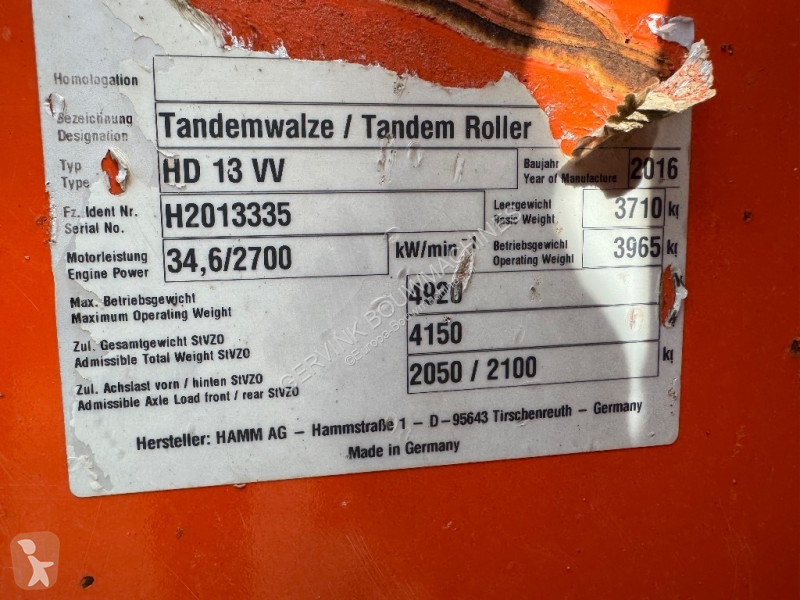 Homologation
Bezeichnung
Designation
Tandemwalze / Tandem Roller
Typ
Type
HD 13 VV
Baujahr
Year of Manufacture
2016
Fz. Ident Nr.
Serial No.
H2013335
Leergewicht
Basic Weight
3710 kg
Motorleistung
Engine Power
34,6/2700
kW/min
Betriebsgewicht
Operating Weight
3965 kg
Max. Betriebsgewicht
Maximum Operating Weight
4920
Zul. Gesamtgewicht StVZO
Admissible Total Weight StVZO
4150
kg
Zul. Achslast vorn / hinten StVZO
Admissible Axle Load front / rear StVZO
2050 / 2100
Hersteller: HAMM AG – Hammstraße 1 – D-95643 Tirschenreuth – Germany
Made in Germany
GERVINK BOUWMACHINES